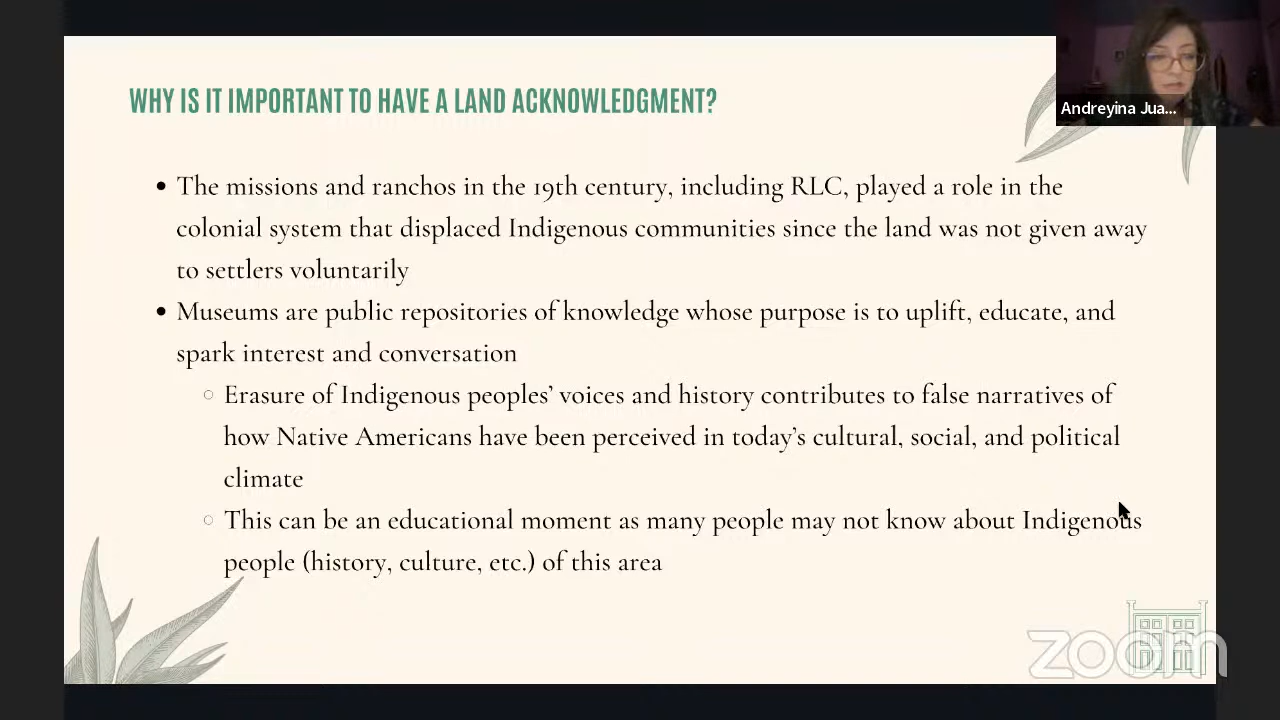 WHY IS IT IMPORTANT TO HAVE A LAND ACKNOWLEDGMENT?
Andreyina Jua...
• The missions and ranchos in the 19th century, including RLC, played a role in the
colonial system that displaced Indigenous communities since the land was not given away
to settlers voluntarily
• Museums are public repositories of knowledge whose purpose is to uplift, educate, and
spark interest and conversation
○ Erasure of Indigenous peoples’ voices and history contributes to false narratives of
how Native Americans have been perceived in today’s cultural, social, and political
climate
○ This can be an educational moment as many people may not know about Indigenous
people (history, culture, etc.) of this area
zoom